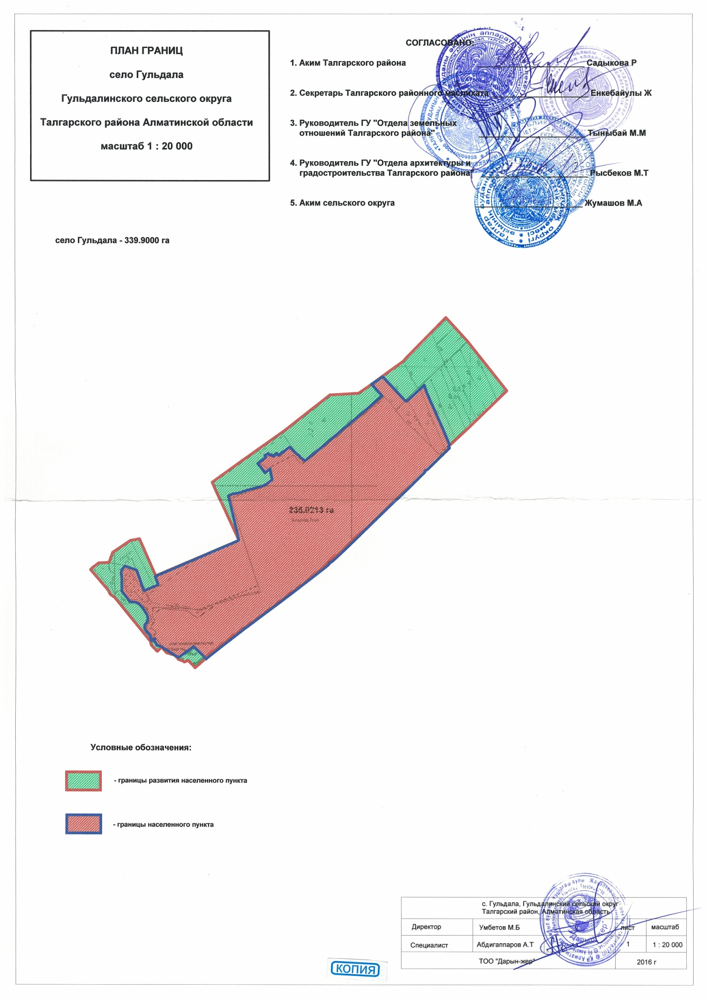 ПЛАН ГРАНИЦ
село Гульдала
Гульдалинского сельского округа
Талгарского района Алматинской области
масштаб 1 : 20 000
СОГЛАСОВАНО:
1. Аким Талгарского района Садыкова Р
2. Секретарь Талгарского районного маслихата Енкебайулы Ж
3. Руководитель ГУ "Отдела земельных
отношений Талгарского района" Тыныбай М.М
4. Руководитель ГУ "Отдела архитектуры и
градостроительства Талгарского района" Рысбеков М.Т
5. Аким сельского округа Жумашов М.А
село Гульдала - 339.9000 га
236.0213 га
Условные обозначения:
- границы развития населенного пункта
- границы населенного пункта
с. Гульдала, Гульдалинский сельский округ
Талгарский район, Алматинская область
Директор Умбетов М.Б лист масштаб
Специалист Абдигаппаров А.Т 1 1 : 20 000
ТОО "Дарын-жер" 2016 г
"Дарын-жер"
КОПИЯ